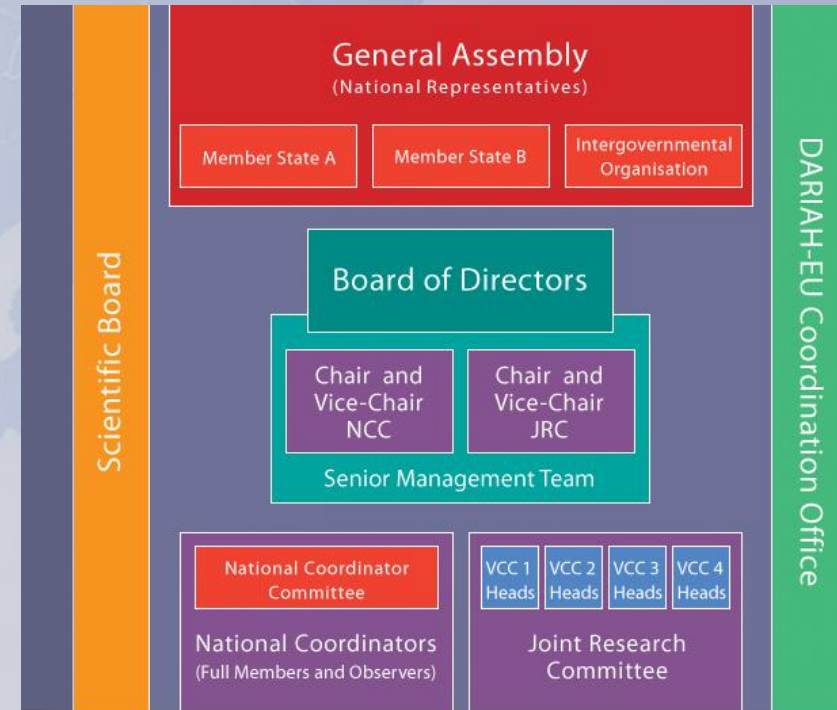 General Assembly
(National Representatives)
Member State A
Member State B
Intergovernmental
Organisation
Scientific Board
Board of Directors
Chair and
Vice-Chair
NCC
Chair and
Vice-Chair
JRC
Senior Management Team
DARIAH-EU Coordination Office
National Coordinator
Committee
National Coordinators
(Full Members and Observers)
VCC 1
Heads
VCC 2
Heads
VCC 3
Heads
VCC 4
Heads
Joint Research
Committee